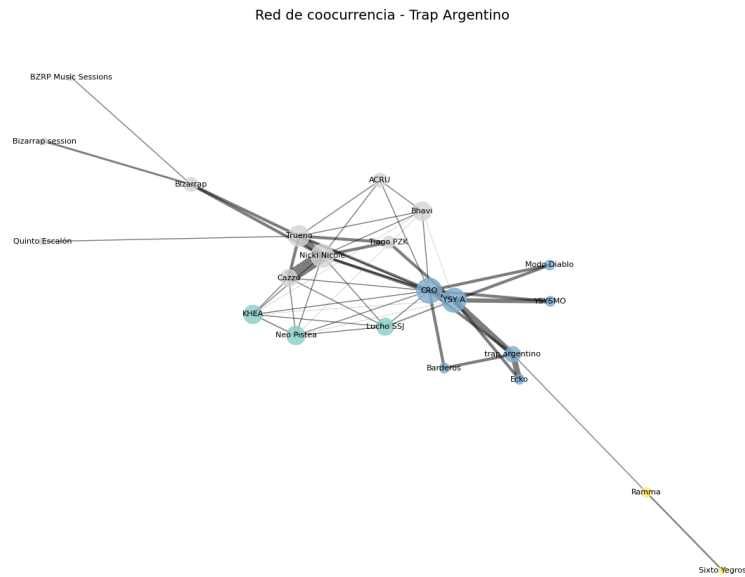 Red de coocurrencia - Trap Argentino
BZRP Music Sessions
Bizarrap session
ACRU
Bizarrap
Bhavi
Trueno
Quinto Escalón
Tiago PZK
Nicki Nicole
Modo Diablo
Cazzu
CRO
YSY A
YSYSMO
KHEA
Lucho SSJ
Neo Pistea
trap argentino
Barderos
Ecko
Ramma
Sixto Yegros